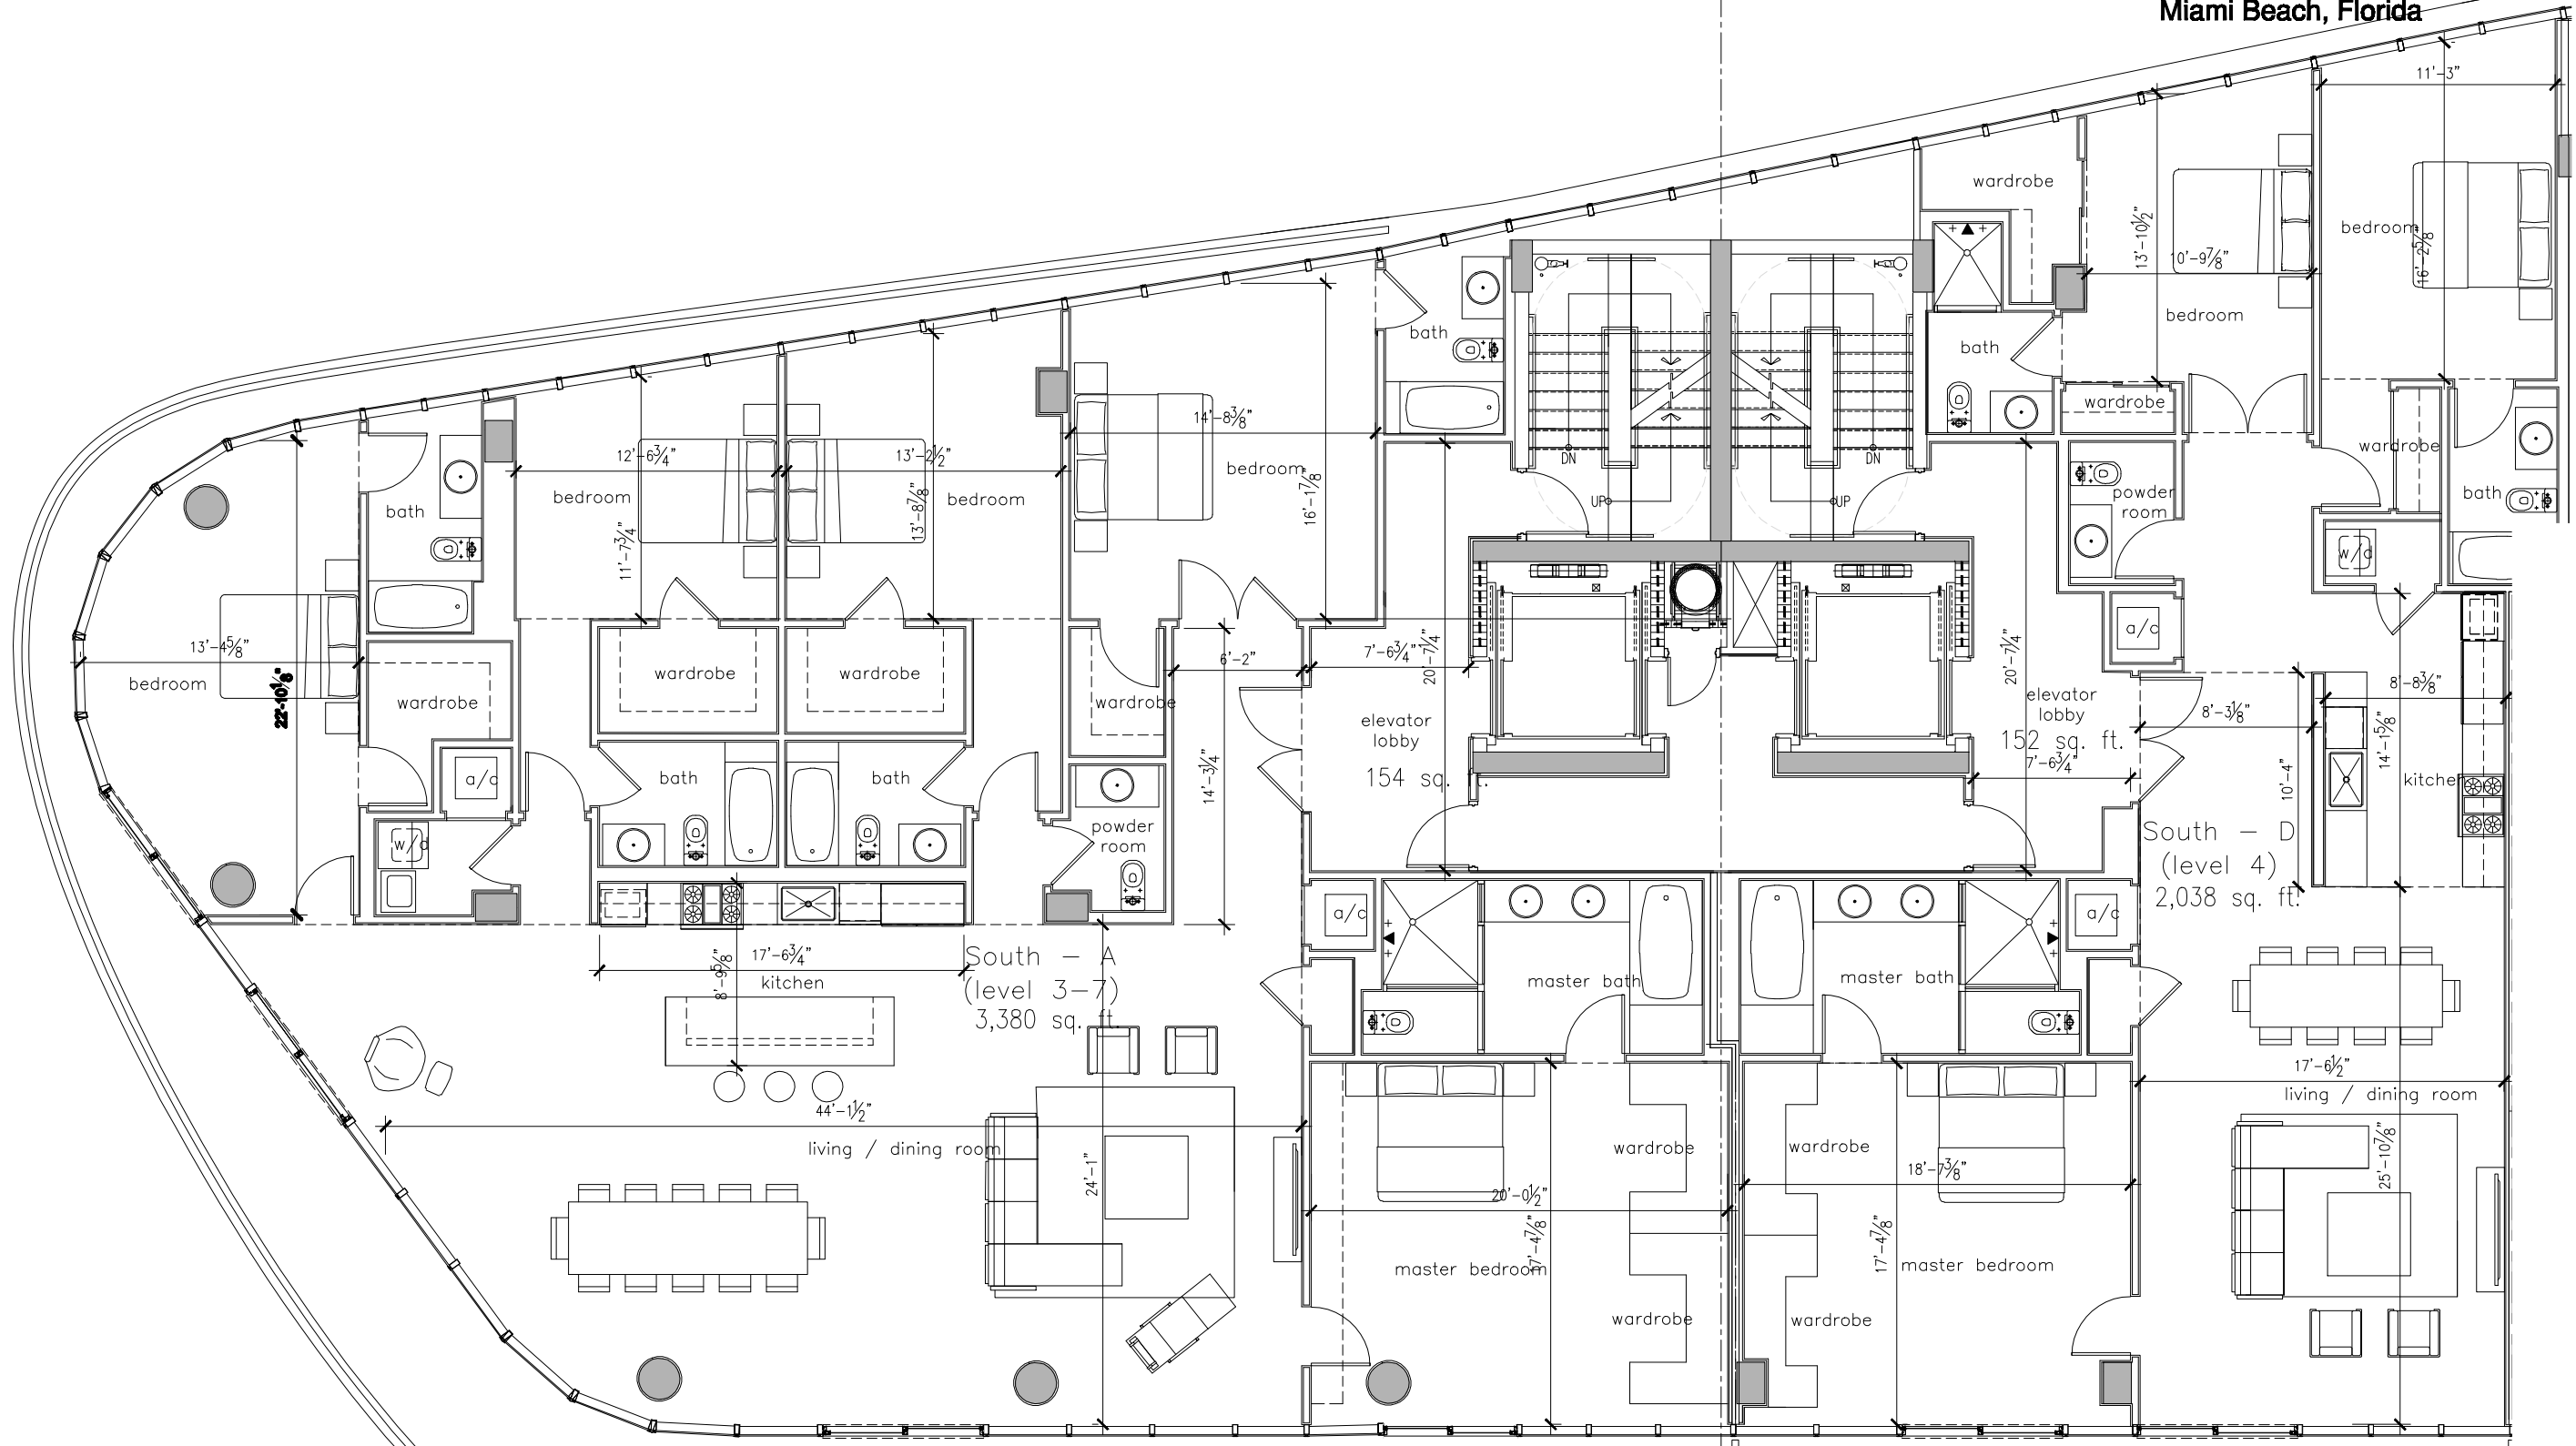 Miami Beach, Florida
11'-3"
wardrobe
13'-10½"
10'-9⅞"
bedroom
16'-2⅝"
bedroom
bath
bath
wardrobe
wardrobe
14'-8⅜"
bedroom
16'-1⅞"
12'-6¾"
13'-2½"
bedroom
bedroom
11'-7¾"
13'-8⅞"
bath
DN
DN
UP
UP
powder
room
bath
w/d
a/c
13'-4⅝"
bedroom
22'-10⅛"
wardrobe
wardrobe
wardrobe
wardrobe
6'-2"
7'-6¾"
20'-7¼"
20'-7¼"
elevator
lobby
154 sq. ft.
elevator
lobby
152 sq. ft.
7'-6¾"
8'-3⅛"
8'-8⅜"
14'-1⅝"
10'-4"
kitchen
a/c
bath
bath
14'-3¼"
powder
room
w/d
South - D
(level 4)
2,038 sq. ft.
a/c
a/c
17'-6¾"
8'-9⅝"
kitchen
South - A
(level 3-7)
3,380 sq. ft.
master bath
master bath
44'-1½"
living / dining room
24'-1"
17'-6½"
living / dining room
25'-10⅞"
wardrobe
wardrobe
18'-7⅜"
20'-0½"
17'-4⅞"
17'-4⅞"
master bedroom
master bedroom
wardrobe
wardrobe